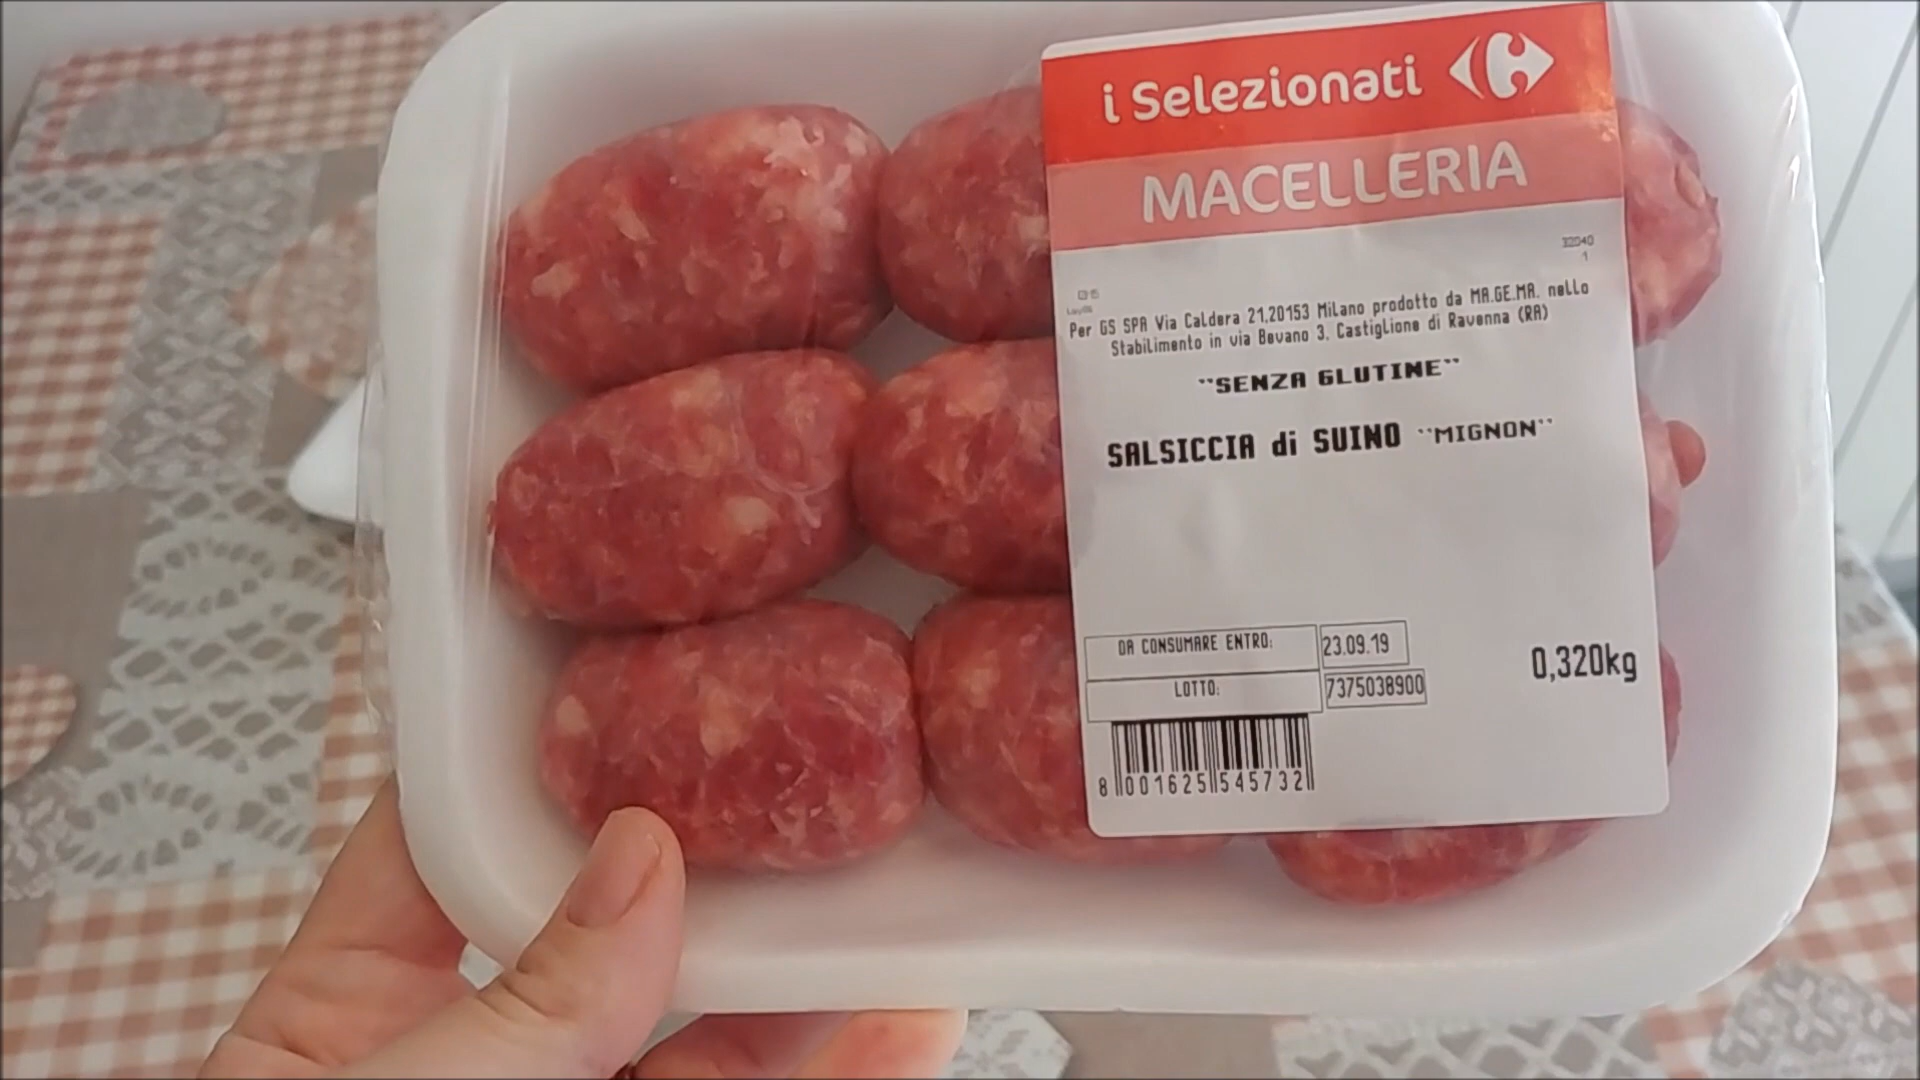 i Selezionati
MACELLERIA
32040
1
Per GS SPA Via Caldera 21,20153 Milano prodotto da MA.GE.MA. nello
Stabilimento in via Bevano 3. Castiglione di Ravenna (RA)
"SENZA GLUTINE"
SALSICCIA di SUINO "MIGNON"
DA CONSUMARE ENTRO: 23.09.19
0,320kg
LOTTO: 7375038900
8 001625 545732